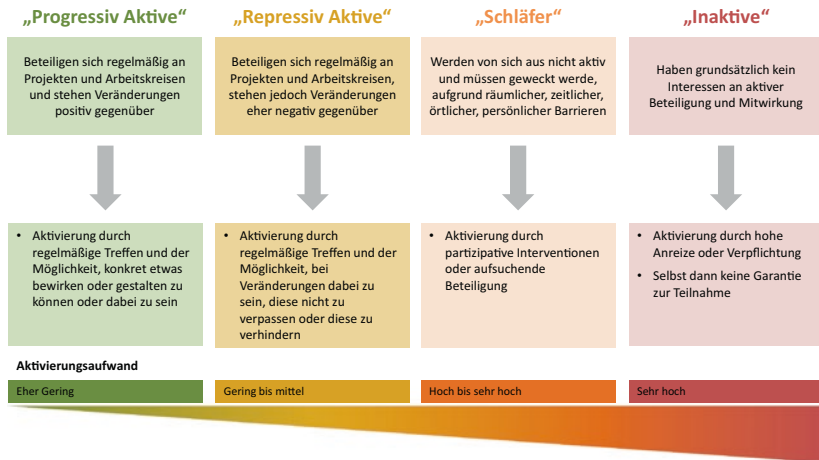 „Progressiv Aktive“
Beteiligen sich regelmäßig an
Projekten und Arbeitskreisen
und stehen Veränderungen
positiv gegenüber
• Aktivierung durch
regelmäßige Treffen und der
Möglichkeit, konkret etwas
bewirken oder gestalten zu
können oder dabei zu sein
„Repressiv Aktive“
Beteiligen sich regelmäßig an
Projekten und Arbeitskreisen,
stehen jedoch Veränderungen
eher negativ gegenüber
• Aktivierung durch
regelmäßige Treffen und der
Möglichkeit, bei
Veränderungen dabei zu
sein, diese nicht zu
verpassen oder diese zu
verhindern
„Schläfer“
Werden von sich aus nicht aktiv
und müssen geweckt werde,
aufgrund räumlicher, zeitlicher,
örtlicher, persönlicher Barrieren
• Aktivierung durch
partizipative Interventionen
oder aufsuchende
Beteiligung
„Inaktive“
Haben grundsätzlich kein
Interessen an aktiver
Beteiligung und Mitwirkung
• Aktivierung durch hohe
Anreize oder Verpflichtung
• Selbst dann keine Garantie
zur Teilnahme
Aktivierungsaufwand
Eher Gering
Gering bis mittel
Hoch bis sehr hoch
Sehr hoch